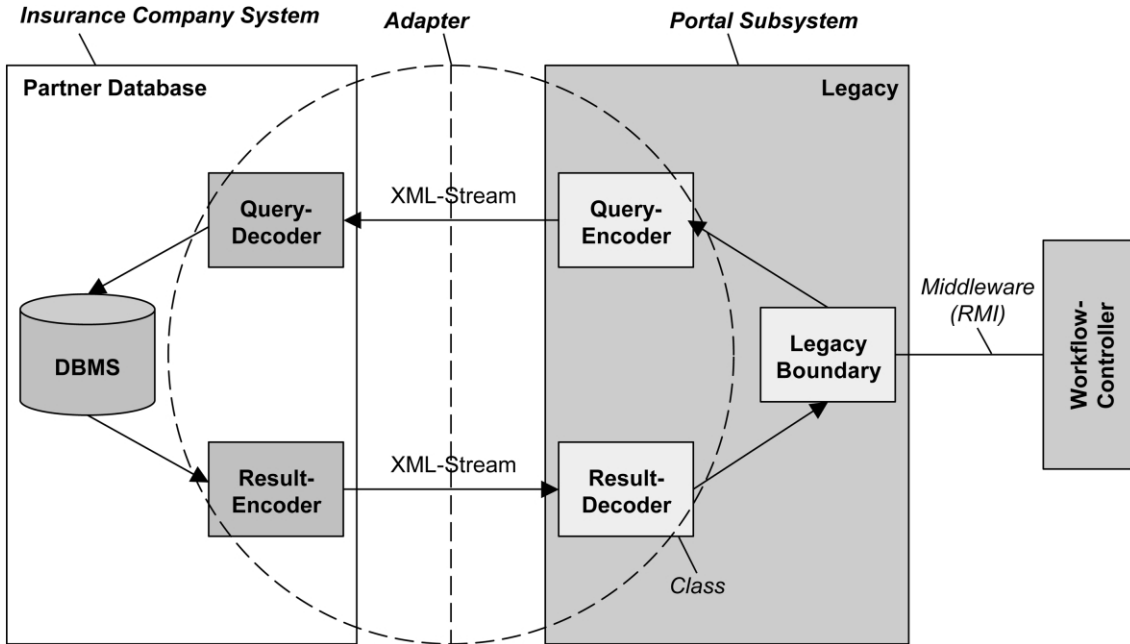 Insurance Company System
Adapter
Portal Subsystem
Partner Database
Legacy
Query-
Decoder
XML-Stream
Query-
Encoder
Middleware
(RMI)
DBMS
Legacy
Boundary
Workflow-
Controller
Result-
Encoder
XML-Stream
Result-
Decoder
Class